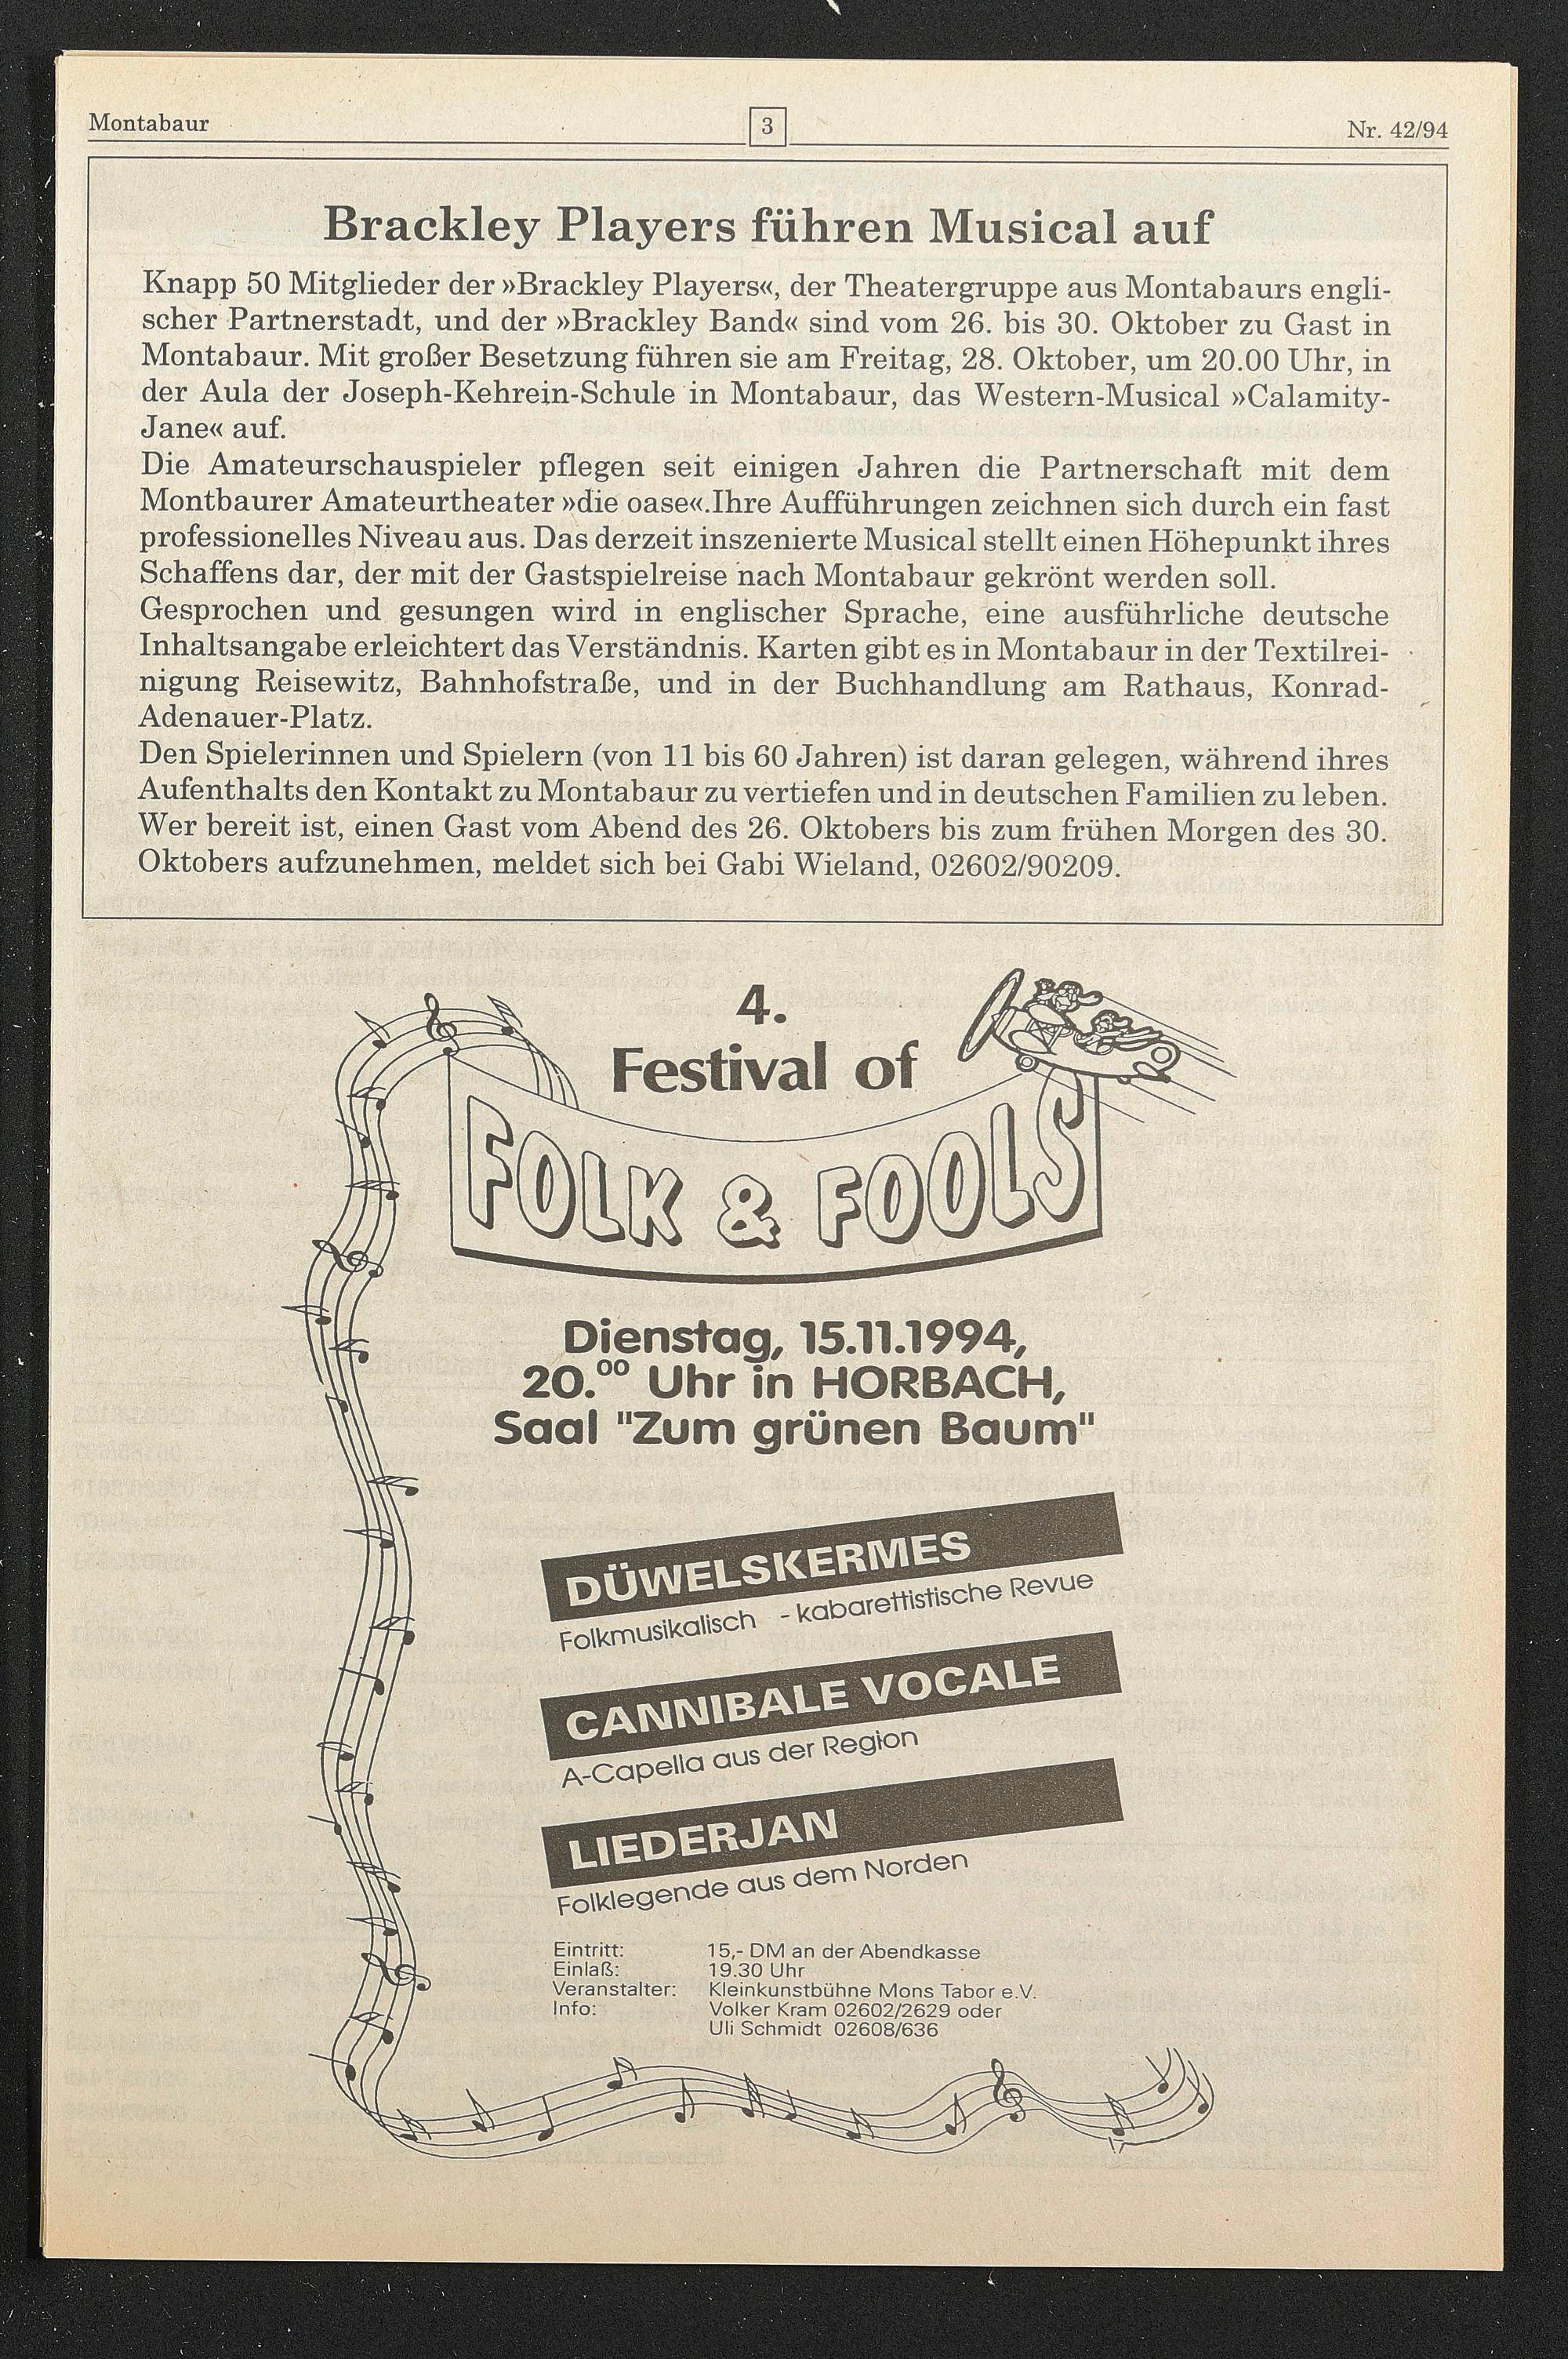 Montabaur
3
Nr. 42/94
Brackley Players führen Musical auf
Knapp 50 Mitglieder der »Brackley Players«, der Theatergruppe aus Montabaurs engli-
scher Partnerstadt, und der »Brackley Band« sind vom 26. bis 30. Oktober zu Gast in
Montabaur. Mit großer Besetzung führen sie am Freitag, 28. Oktober, um 20.00 Uhr, in
der Aula der Joseph-Kehrein-Schule in Montabaur, das Western-Musical »Calamity-
Jane« auf.
Die Amateurschauspieler pflegen seit einigen Jahren die Partnerschaft mit dem
Montbaurer Amateurtheater »die oase«.Ihre Aufführungen zeichnen sich durch ein fast
professionelles Niveau aus. Das derzeit inszenierte Musical stellt einen Höhepunkt ihres
Schaffens dar, der mit der Gastspielreise nach Montabaur gekrönt werden soll.
Gesprochen und gesungen wird in englischer Sprache, eine ausführliche deutsche
Inhaltsangabe erleichtert das Verständnis. Karten gibt es in Montabaur in der Textilrei-
nigung Reisewitz, Bahnhofstraße, und in der Buchhandlung am Rathaus, Konrad-
Adenauer-Platz.
Den Spielerinnen und Spielern (von 11 bis 60 Jahren) ist daran gelegen, während ihres
Aufenthalts den Kontakt zu Montabaur zu vertiefen und in deutschen Familien zu leben.
Wer bereit ist, einen Gast vom Abend des 26. Oktobers bis zum frühen Morgen des 30.
Oktobers aufzunehmen, meldet sich bei Gabi Wieland, 02602/90209.
4.
Festival of
FOLK & FOOLS
Dienstag, 15.11.1994,
20.00 Uhr in HORBACH,
Saal "Zum grünen Baum"
DÜWELSKERMES
Folkmusikalisch - kabarettistische Revue
CANNIBALE VOCALE
A-Capella aus der Region
LIEDERJAN
Folklegende aus dem Norden
Eintritt: 15,- DM an der Abendkasse
Einlaß: 19.30 Uhr
Veranstalter: Kleinkunstbühne Mons Tabor e.V.
Info: Volker Kram 02602/2629 oder
Uli Schmidt 02608/636